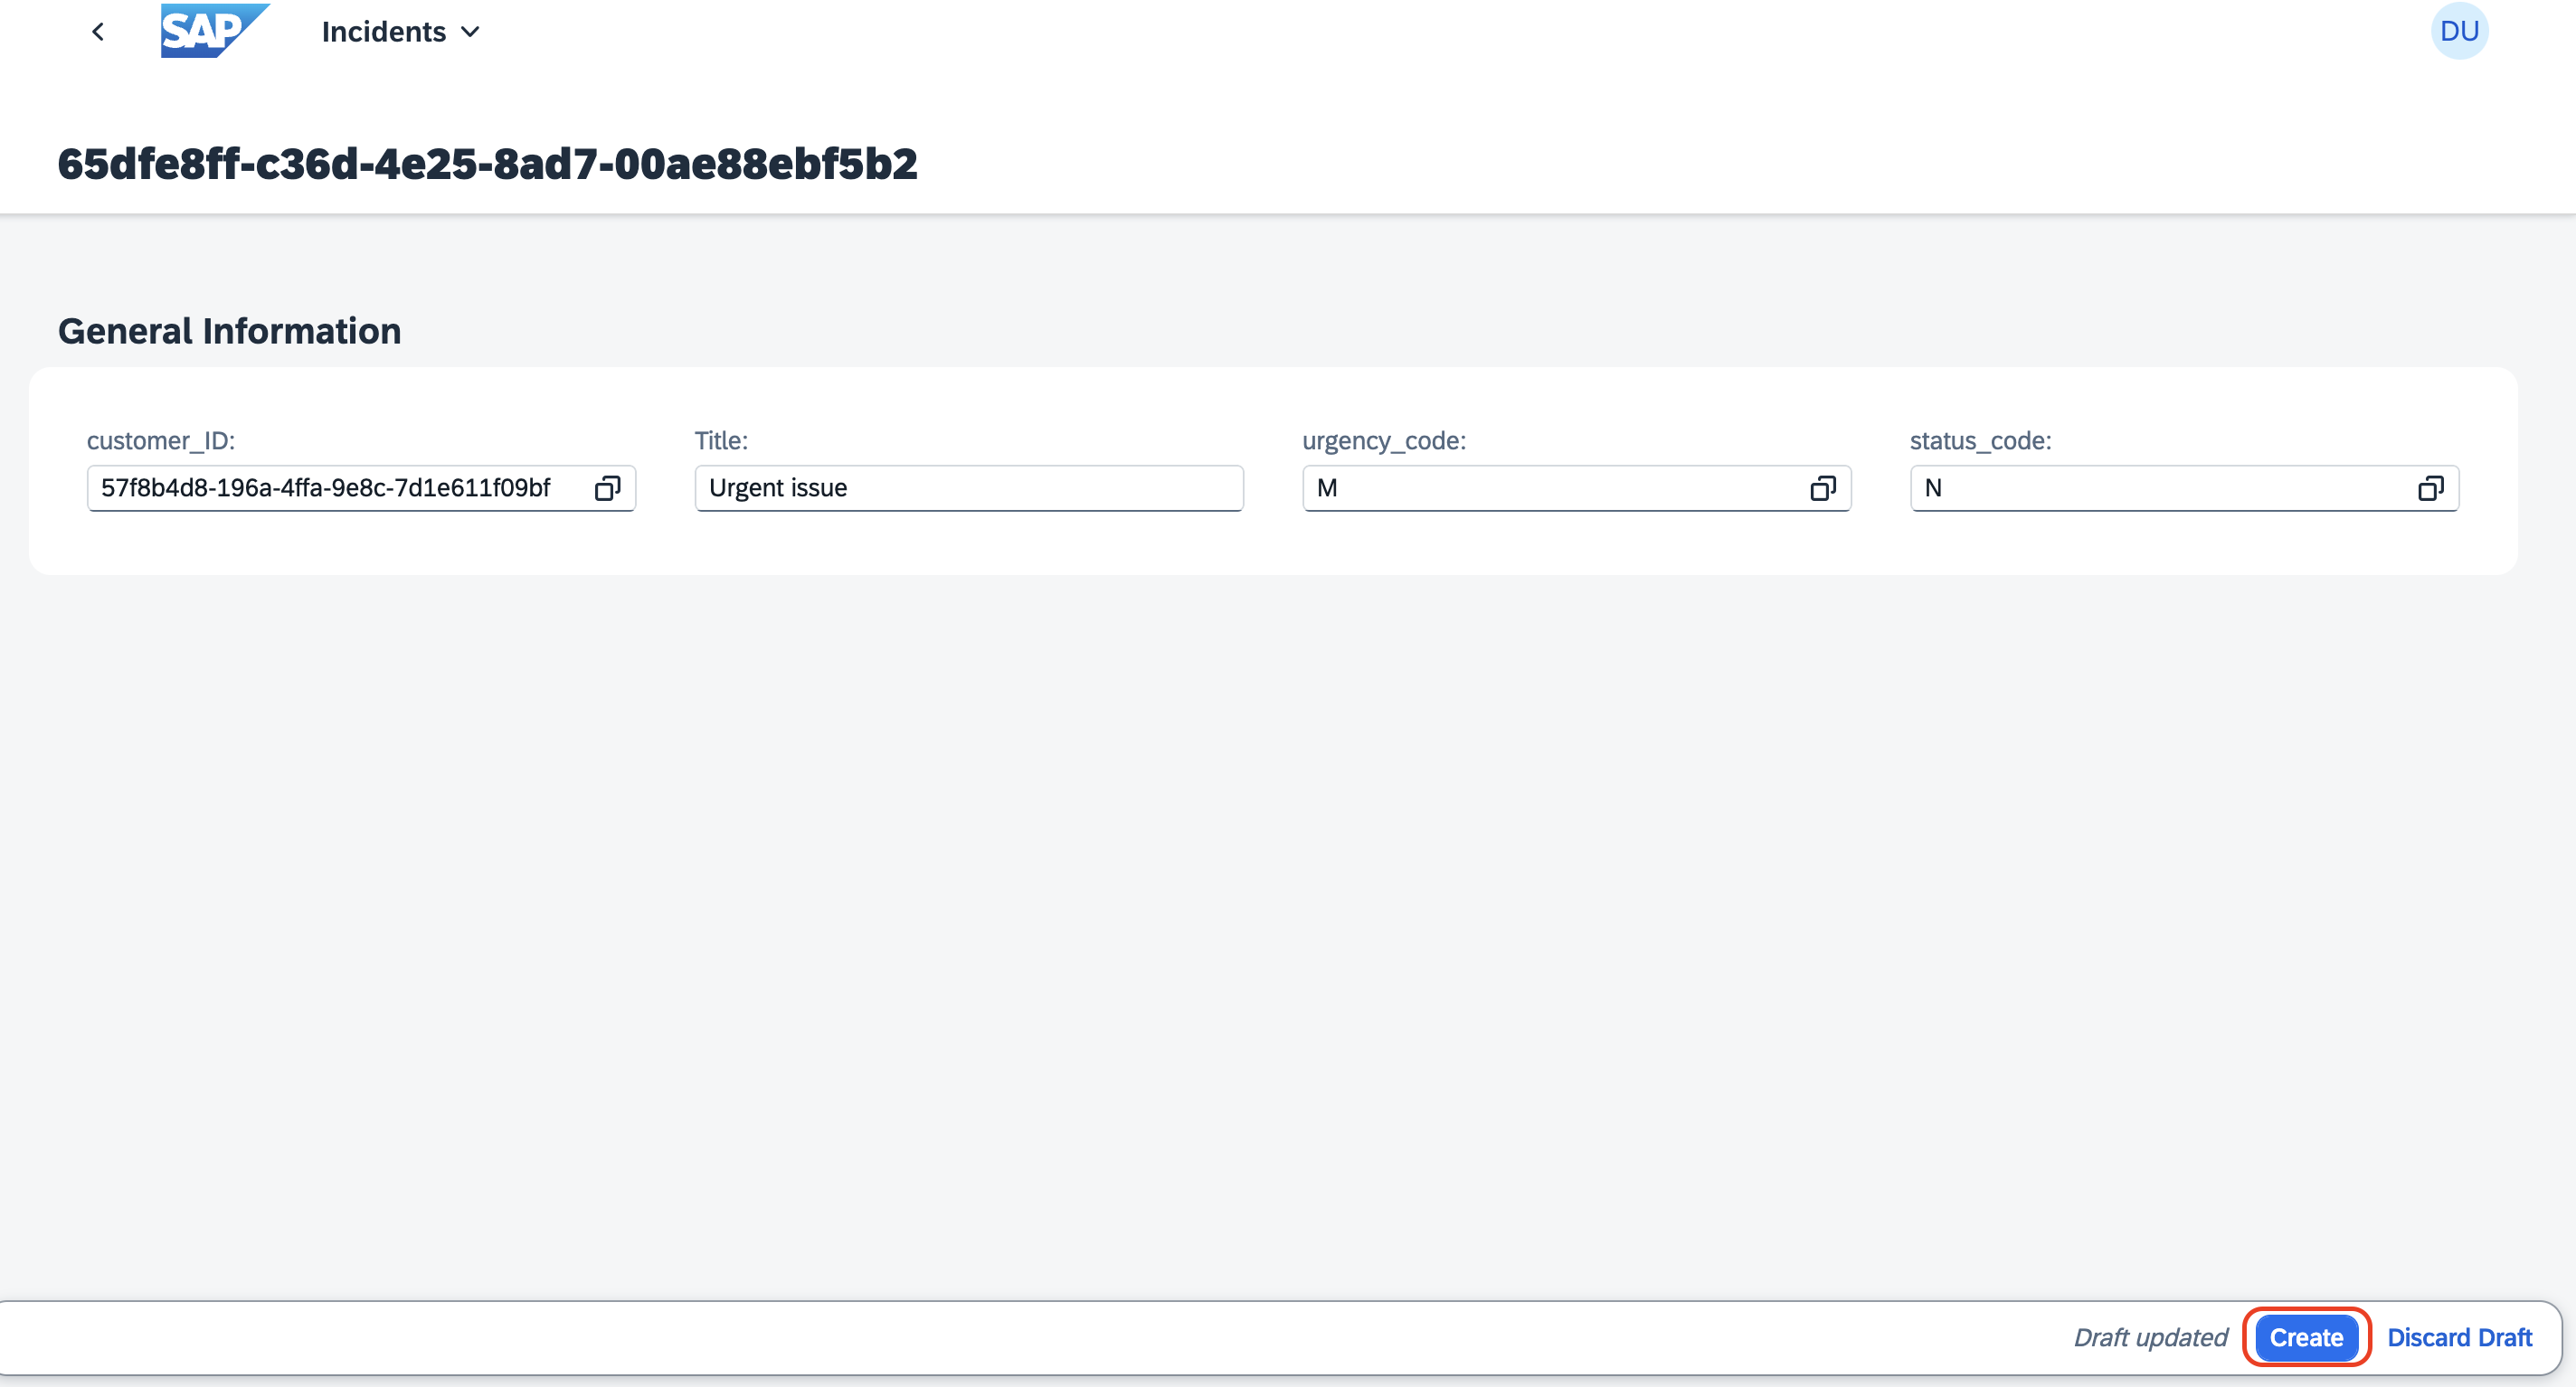 SAP Incidents DU
65dfe8ff-c36d-4e25-8ad7-00ae88ebf5b2
General Information
customer_ID: Title: urgency_code: status_code:
57f8b4d8-196a-4ffa-9e8c-7d1e611f09bf Urgent issue M N
Draft updated Create Discard Draft